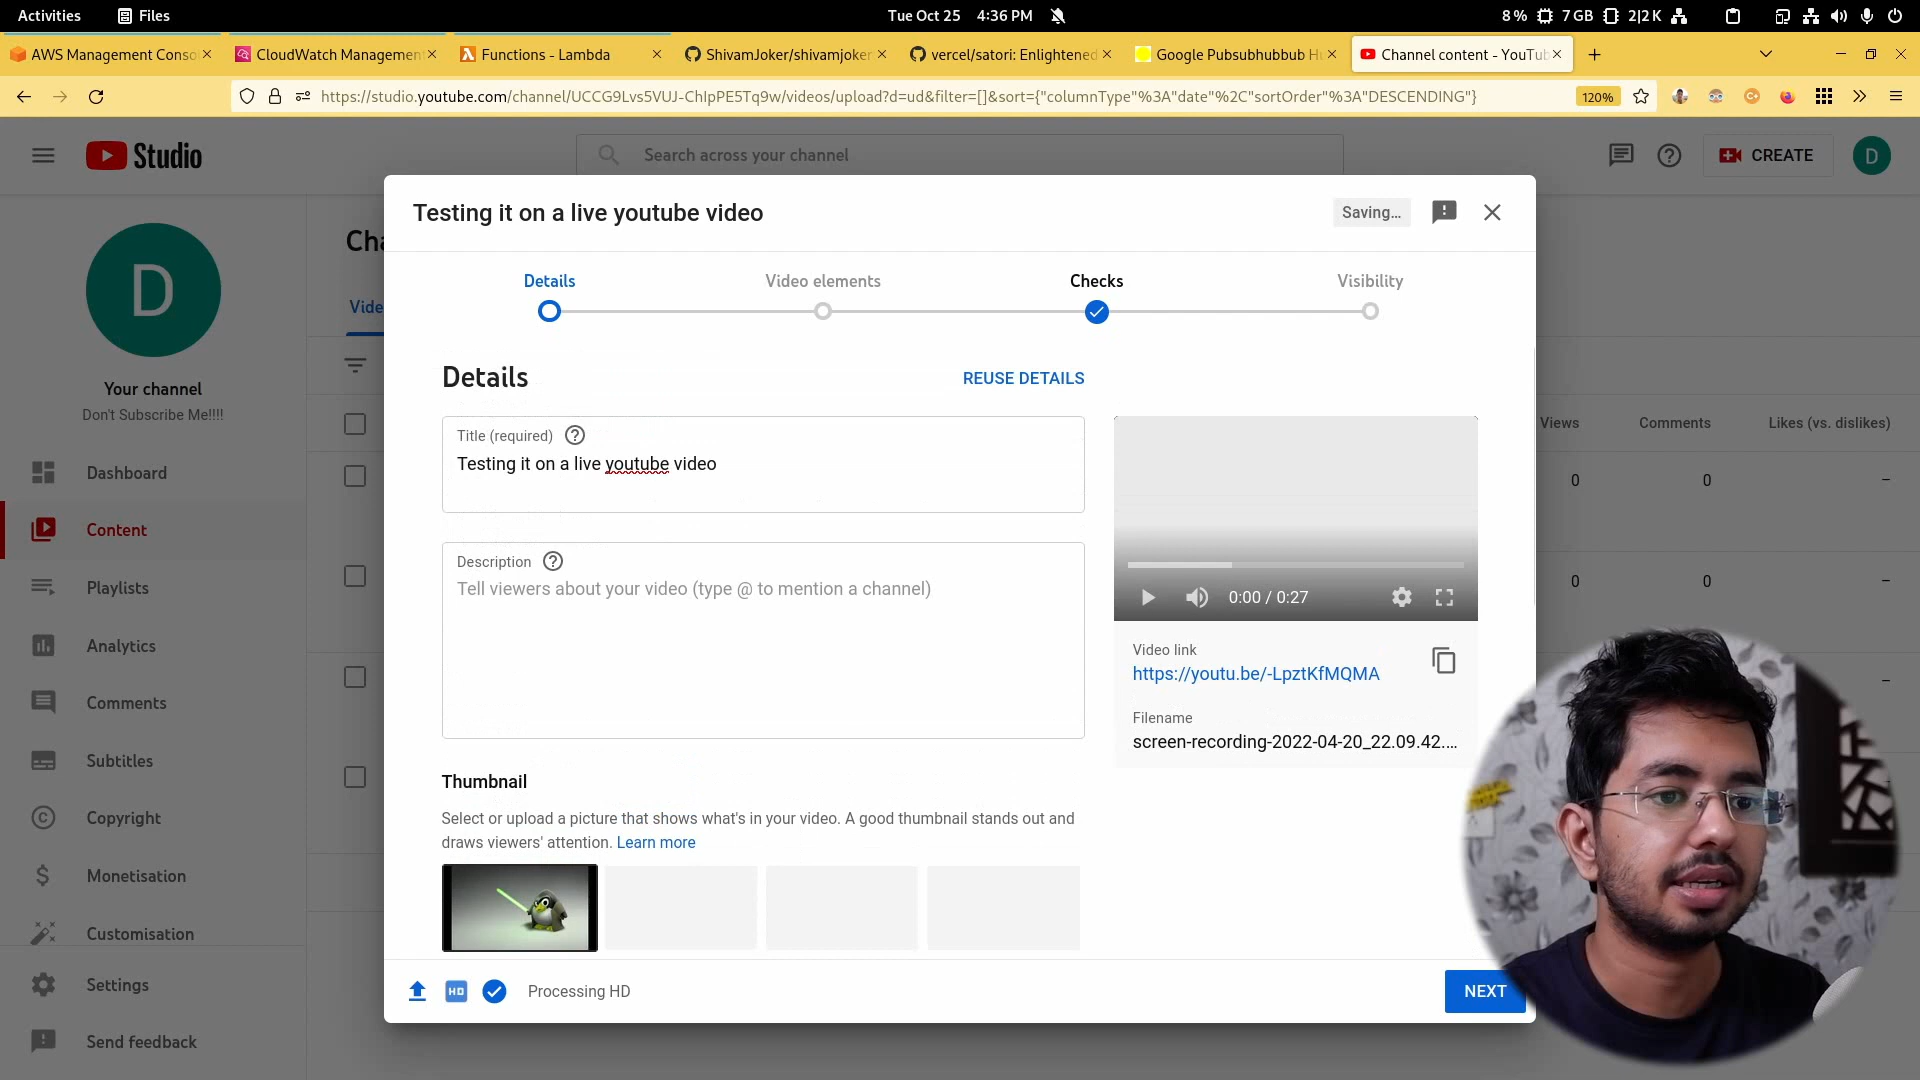 Activities
Files
Tue Oct 25 4:36 PM
8 % 7 GB 2|2 K
AWS Management Conso
CloudWatch Management
Functions - Lambda
ShivamJoker/shivamjoker
vercel/satori: Enlightened
Google Pubsubhubbub Hu
Channel content - YouTub
https://studio.youtube.com/channel/UCCG9Lvs5VUJ-ChIpPE5Tq9w/videos/upload?d=ud&filter=[]&sort={"columnType"%3A"date"%2C"sortOrder"%3A"DESCENDING"}
120%
Studio
Search across your channel
CREATE
D
D
Your channel
Don't Subscribe Me!!!!
Dashboard
Content
Playlists
Analytics
Comments
Subtitles
Copyright
Monetisation
Customisation
Settings
Send feedback
Cha
Vide
Views
Comments
Likes (vs. dislikes)
0 0 –
0 0 –
–
Testing it on a live youtube video
Saving...
Details
Video elements
Checks
Visibility
Details
REUSE DETAILS
Title (required)
Testing it on a live youtube video
Description
Tell viewers about your video (type @ to mention a channel)
0:00 / 0:27
Video link
https://youtu.be/-LpztKfMQMA
Filename
screen-recording-2022-04-20_22.09.42....
Thumbnail
Select or upload a picture that shows what's in your video. A good thumbnail stands out and
draws viewers' attention. Learn more
HD
Processing HD
NEXT